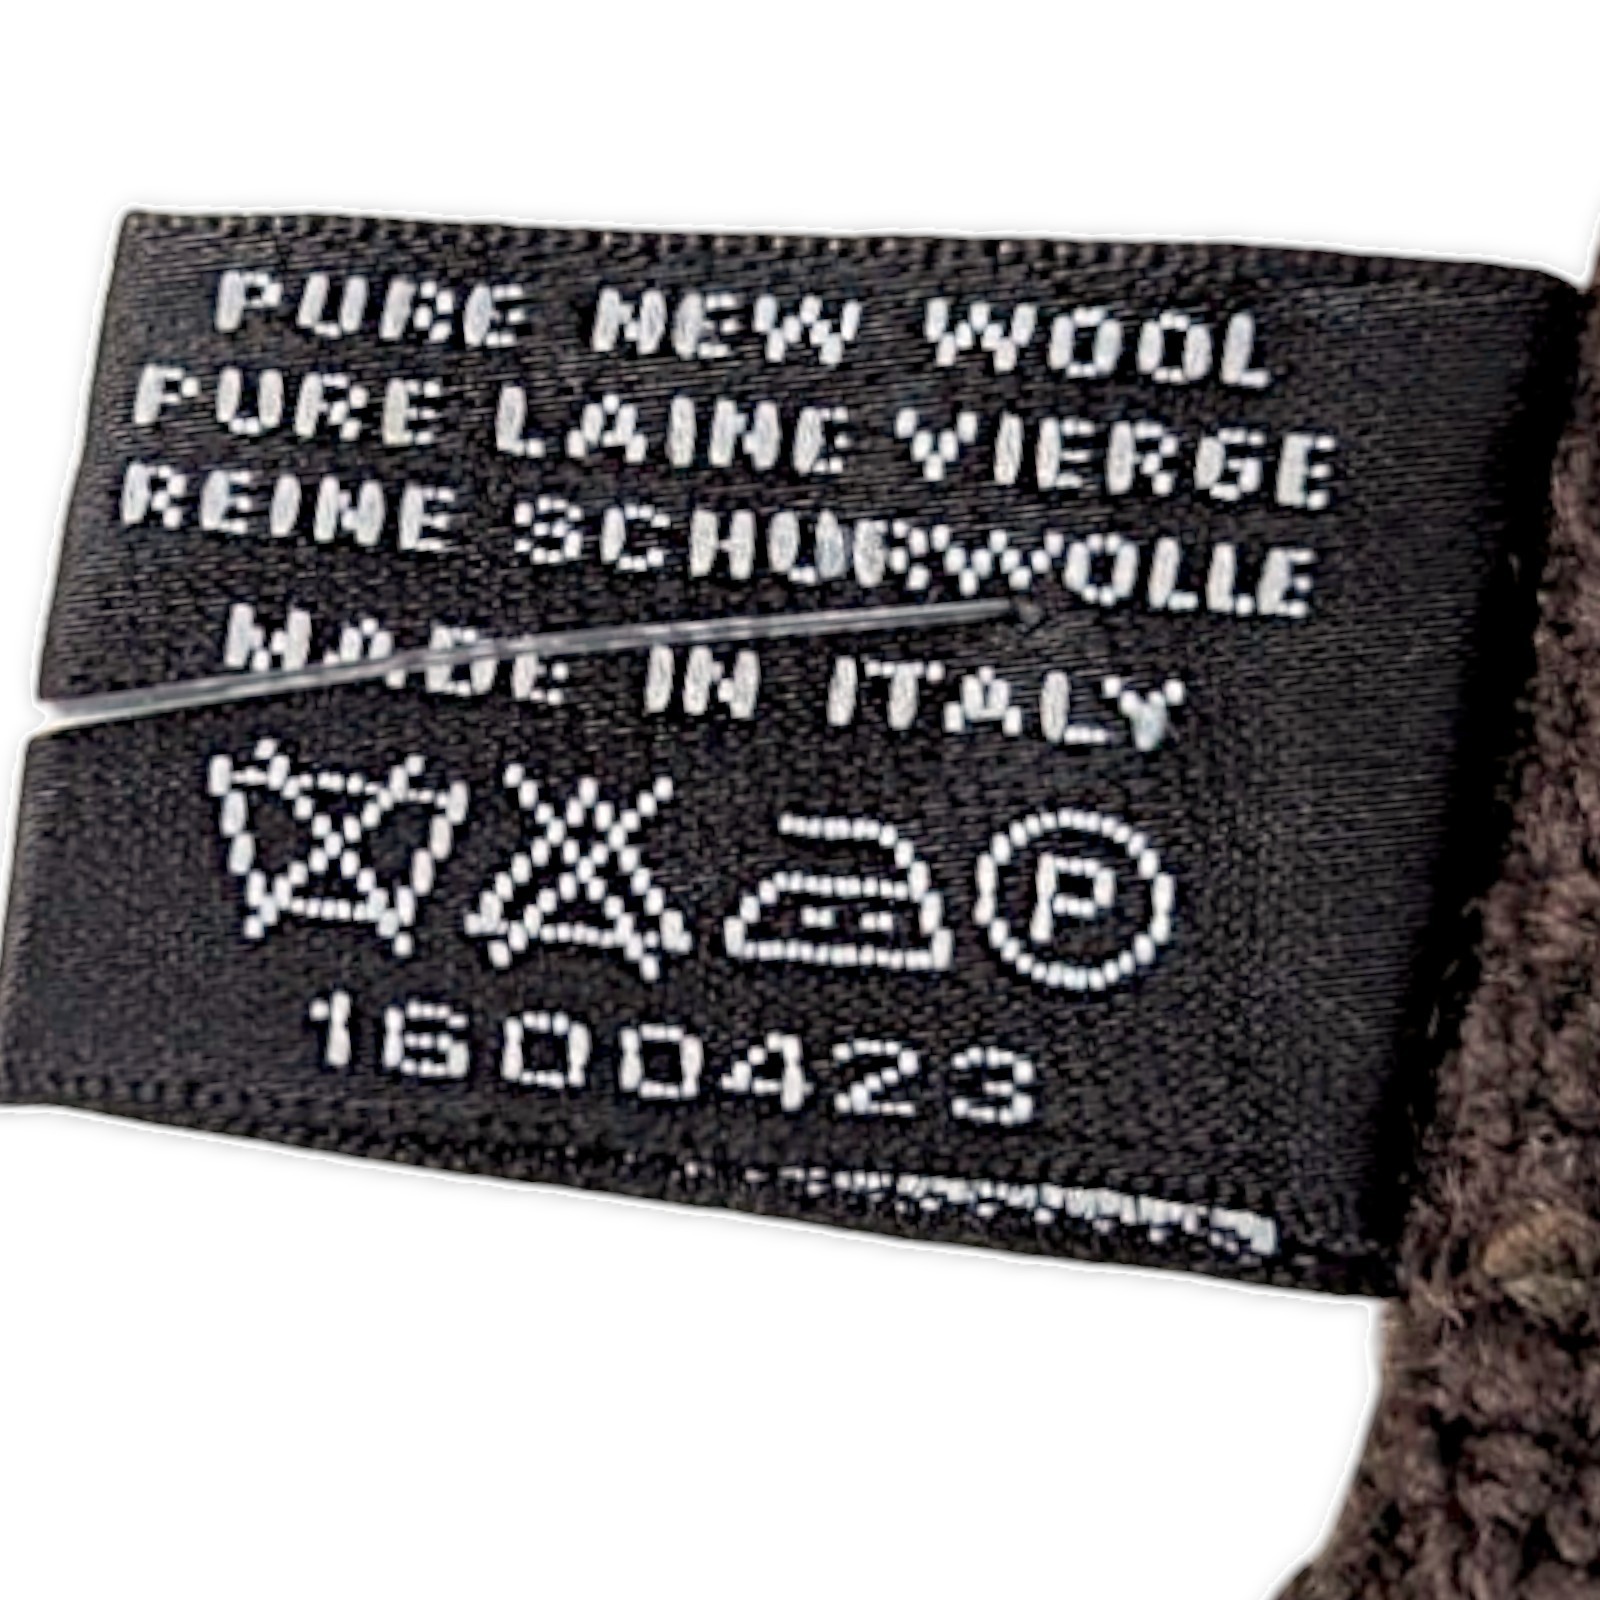 PURE NEW WOOL
PURE LAINE VIERGE
REINE SCHURWOLLE
MADE IN ITALY
P
1600423